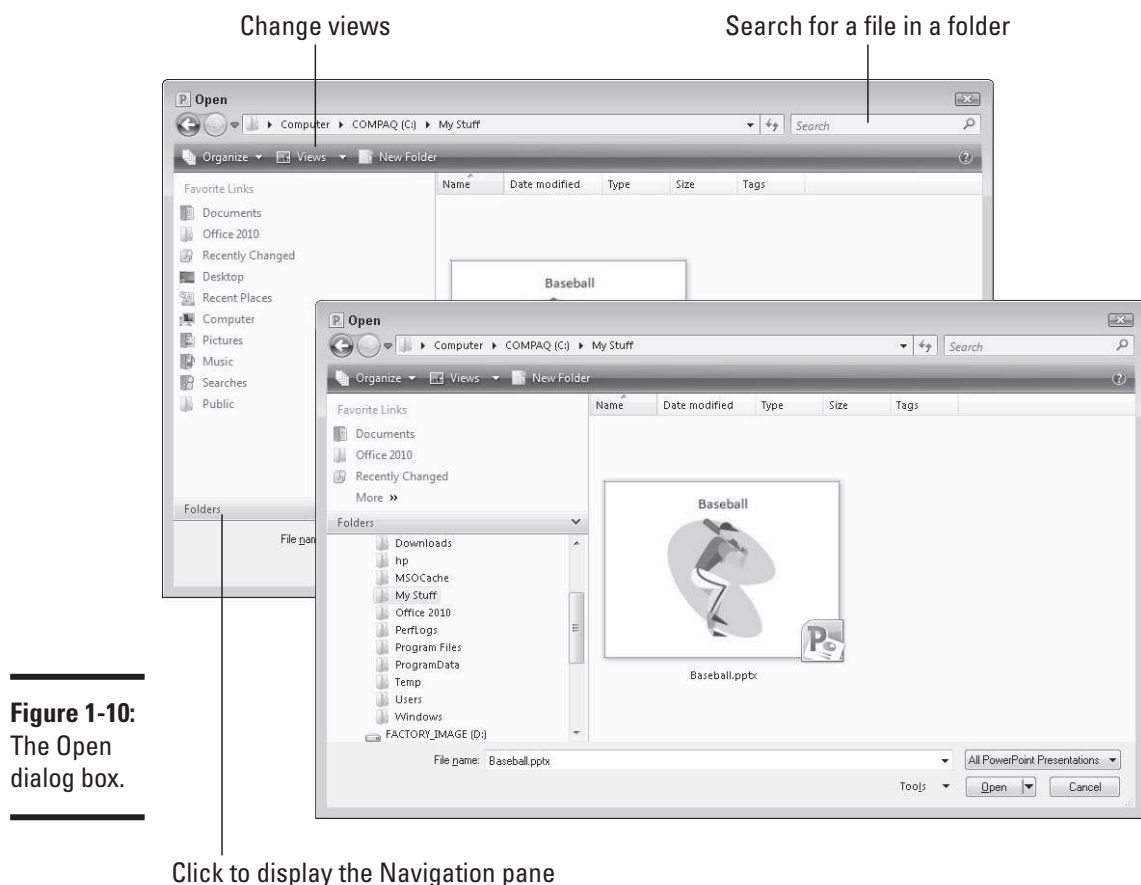 Change views
Search for a file in a folder
P Open
Computer COMPAQ (C:) My Stuff
Search
Organize Views New Folder
Favorite Links
Name Date modified Type Size Tags
Documents
Office 2010
Recently Changed
Desktop
Recent Places
Computer
Pictures
Music
Searches
Public
Baseball
Folders
File nam
P Open
Computer COMPAQ (C:) My Stuff
Search
Organize Views New Folder
Favorite Links
Name Date modified Type Size Tags
Documents
Office 2010
Recently Changed
More »
Folders
Downloads
hp
MSOCache
My Stuff
Office 2010
PerfLogs
Program Files
ProgramData
Temp
Users
Windows
FACTORY_IMAGE (D:)
Baseball
P
Baseball.pptx
File name: Baseball.pptx
All PowerPoint Presentations
Tools Open Cancel
Figure 1-10:
The Open
dialog box.
Click to display the Navigation pane